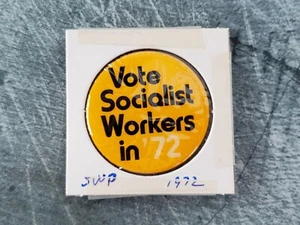 Vote
Socialist
Workers
in '72
SWP 1972